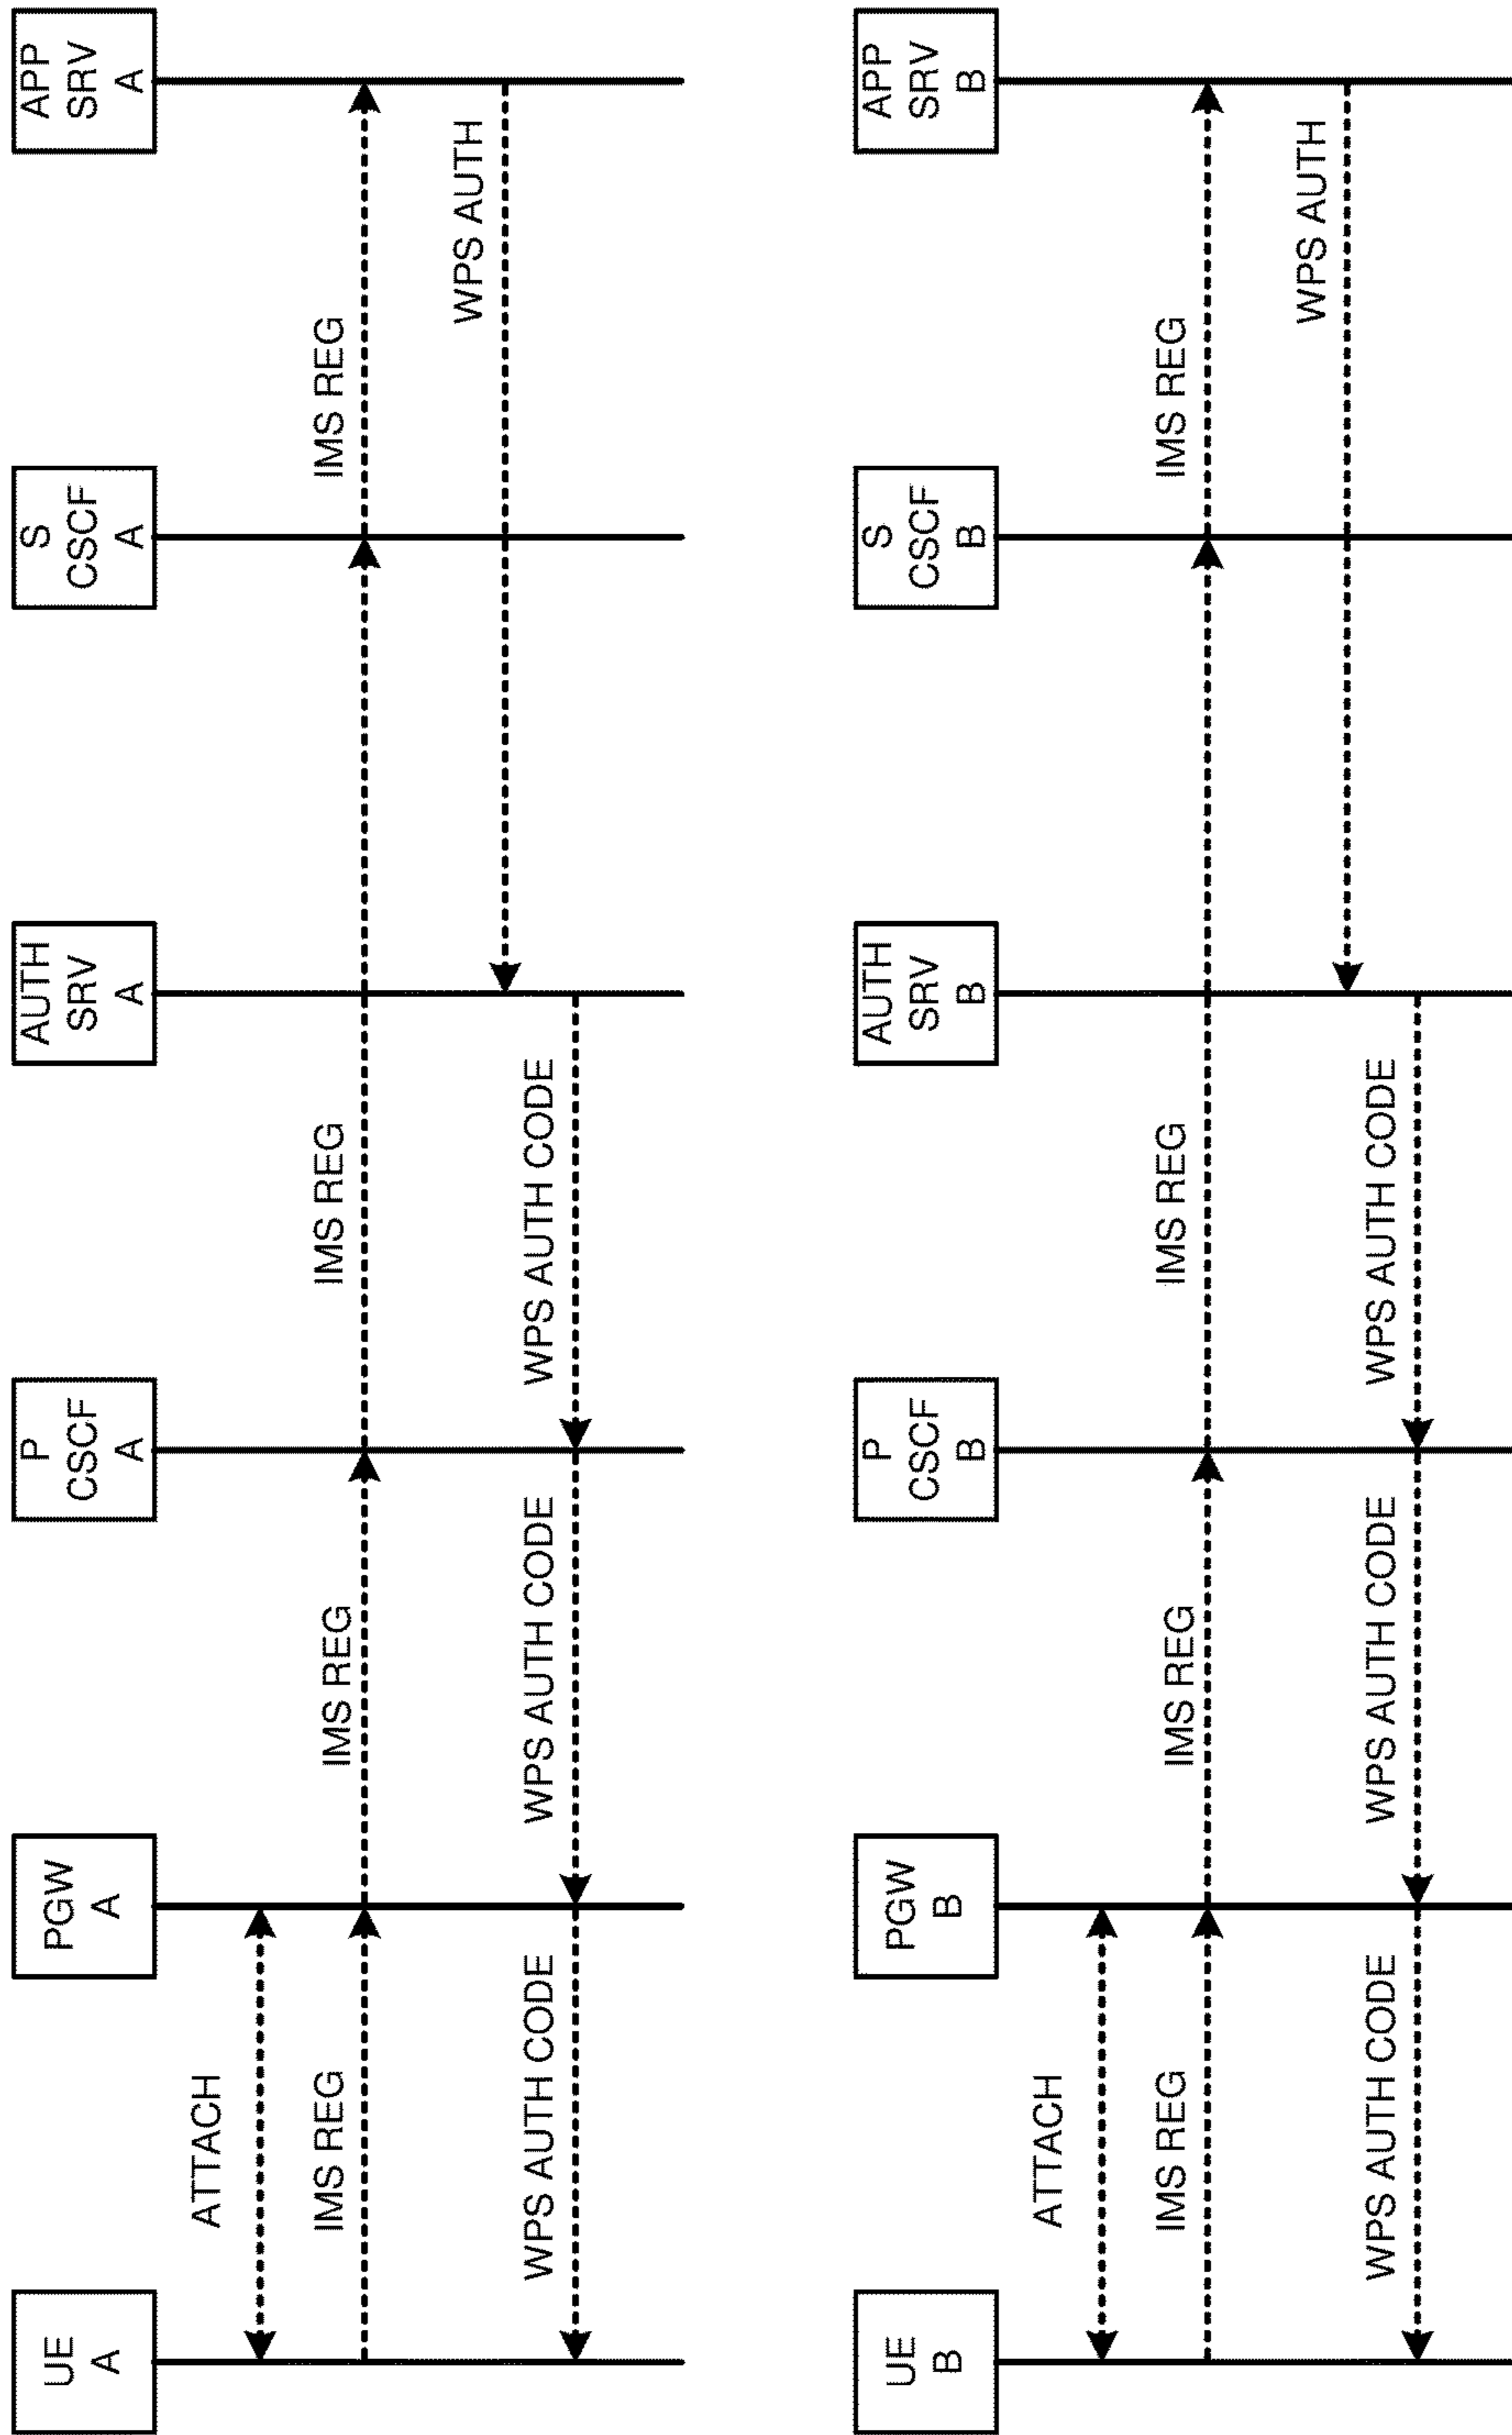 UE
A
PGW
A
P
CSCF
A
AUTH
SRV
A
S
CSCF
A
APP
SRV
A
ATTACH
IMS REG
IMS REG
IMS REG
IMS REG
WPS AUTH
WPS AUTH CODE
WPS AUTH CODE
WPS AUTH CODE
UE
B
PGW
B
P
CSCF
B
AUTH
SRV
B
S
CSCF
B
APP
SRV
B
ATTACH
IMS REG
IMS REG
IMS REG
IMS REG
WPS AUTH
WPS AUTH CODE
WPS AUTH CODE
WPS AUTH CODE